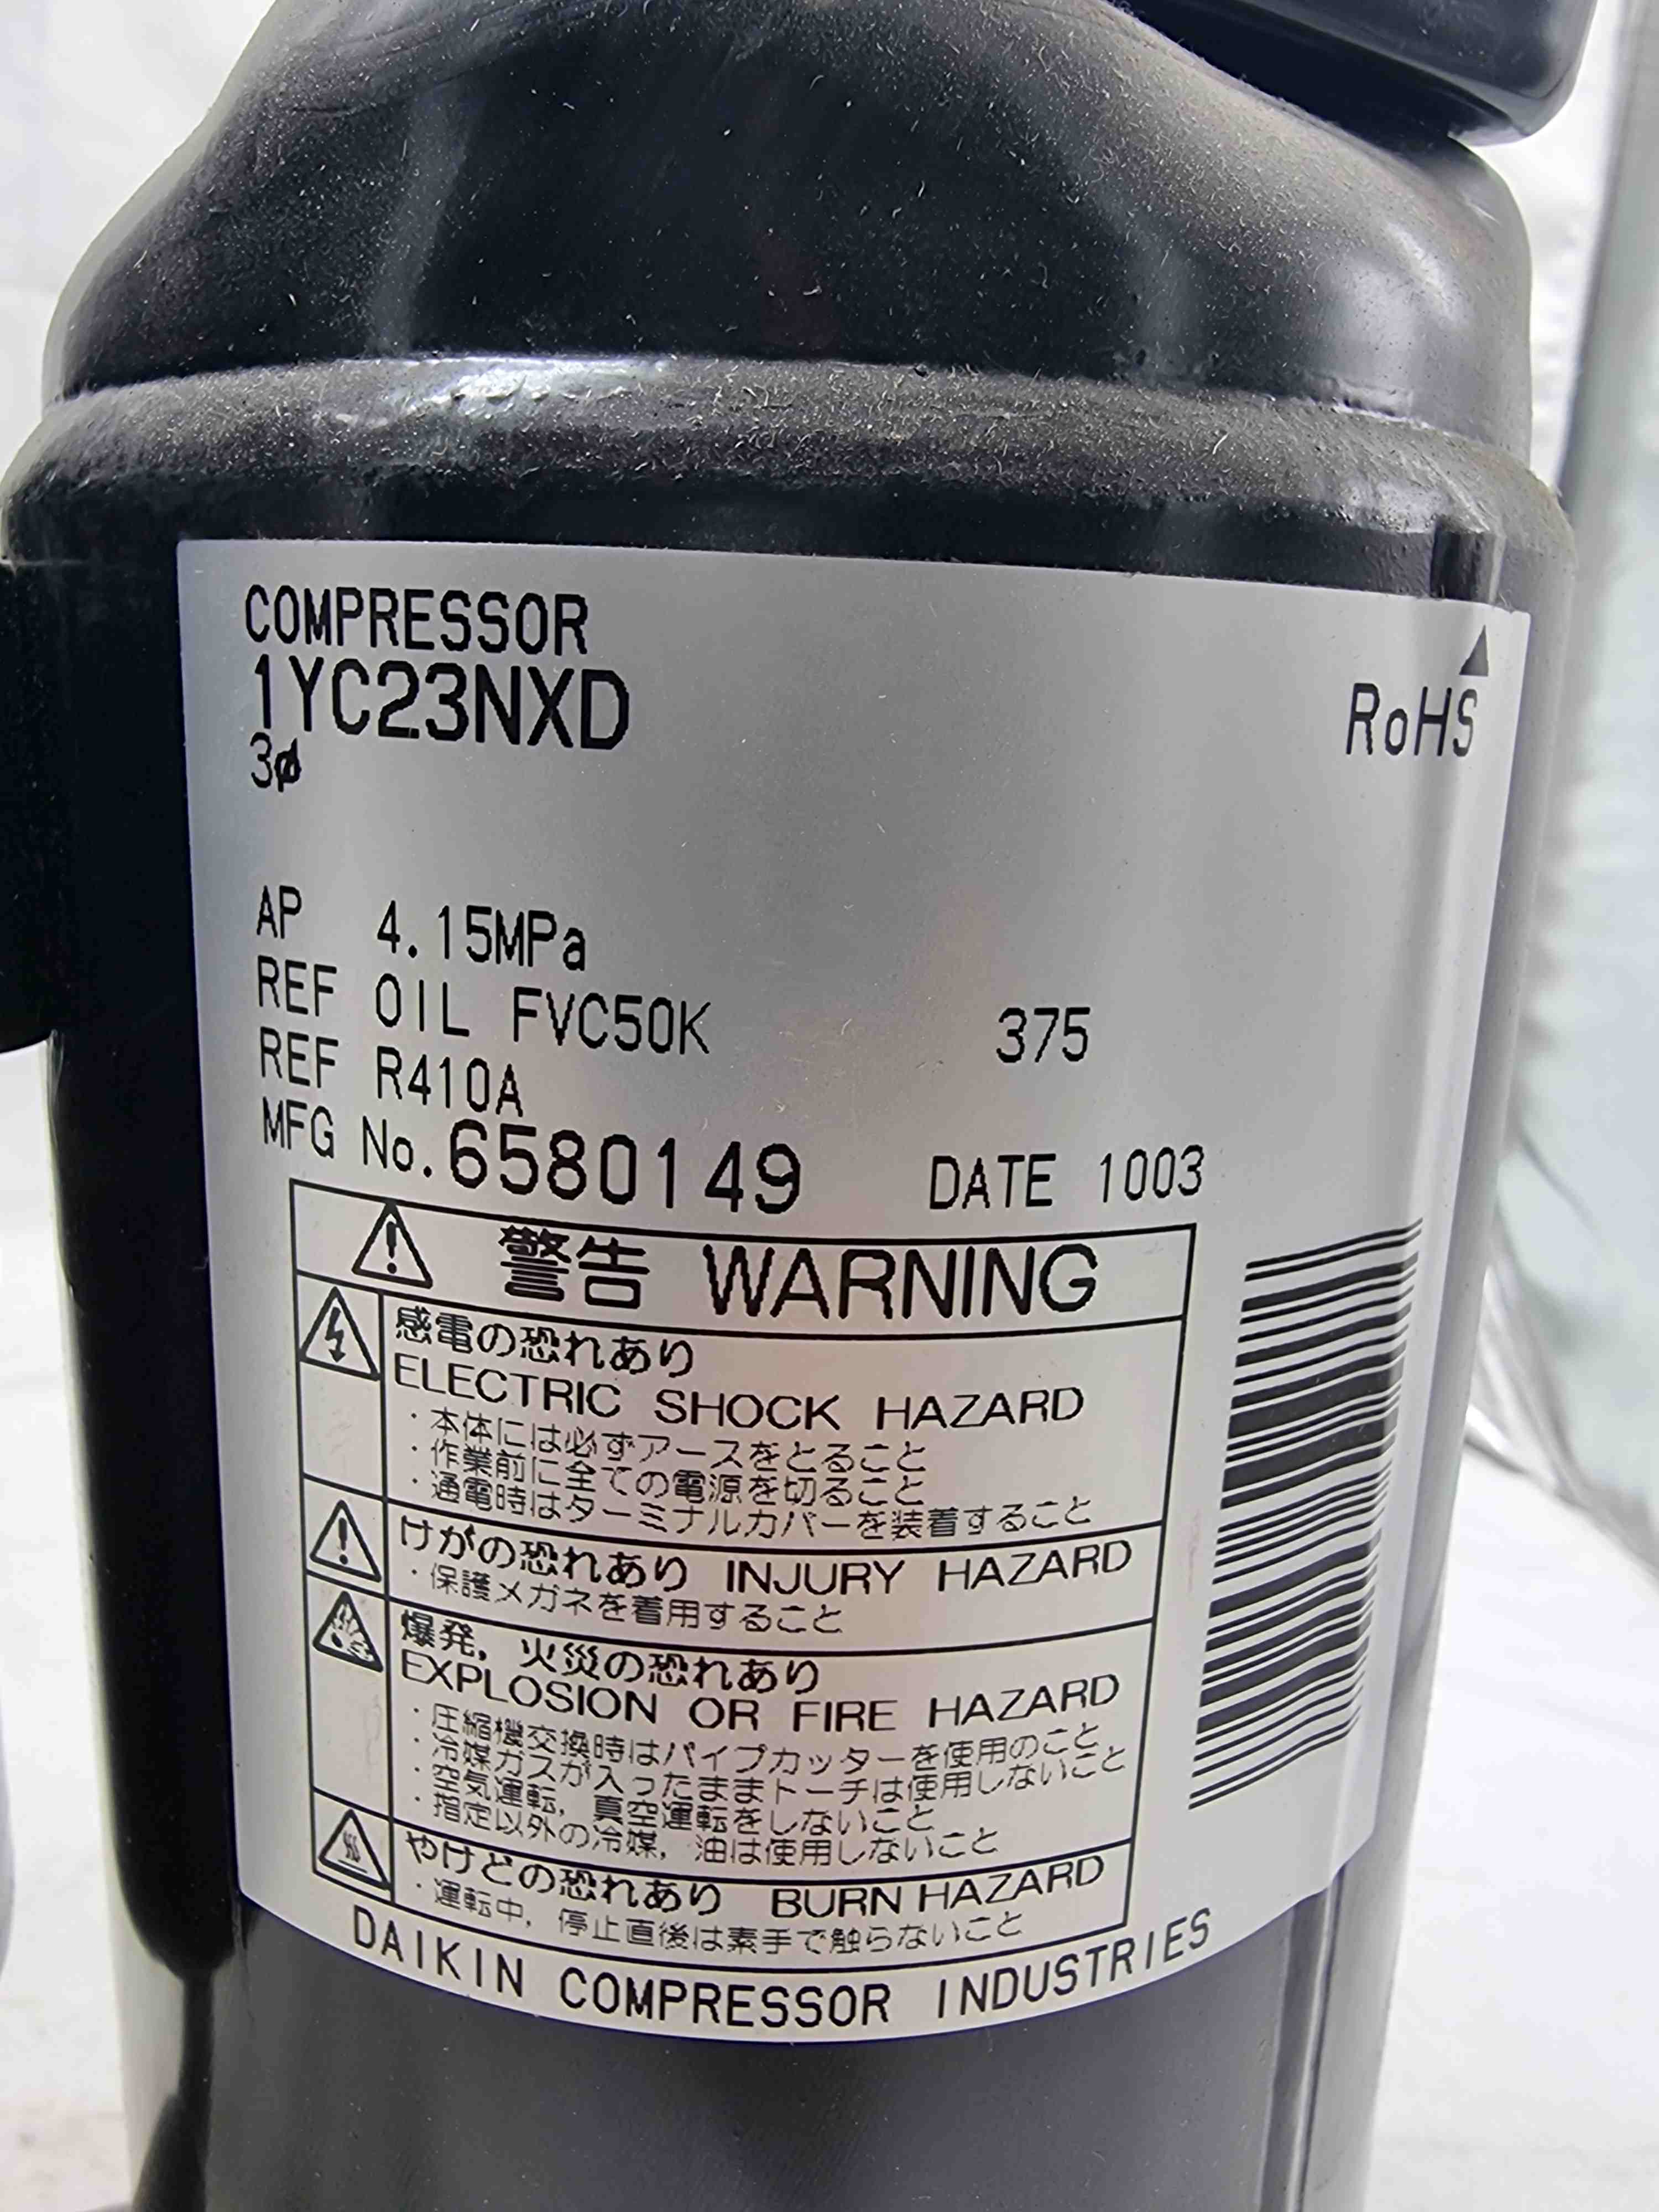 COMPRESSOR
1YC23NXD
RoHS
3ø
AP 4.15MPa
REF OIL FVC50K 375
REF R410A
MFG No.6580149 DATE 1003
警告 WARNING
感電の恐れあり
ELECTRIC SHOCK HAZARD
・本体には必ずアースをとること
・作業前に全ての電源を切ること
・通電時はターミナルカバーを装着すること
けがの恐れあり INJURY HAZARD
・保護メガネを着用すること
爆発，火災の恐れあり
EXPLOSION OR FIRE HAZARD
・圧縮機交換時はパイプカッターを使用のこと
・冷媒ガスが入ったままトーチは使用しないこと
・空気運転，真空運転をしないこと
・指定以外の冷媒，油は使用しないこと
やけどの恐れあり BURN HAZARD
・運転中，停止直後は素手で触らないこと
DAIKIN COMPRESSOR INDUSTRIES